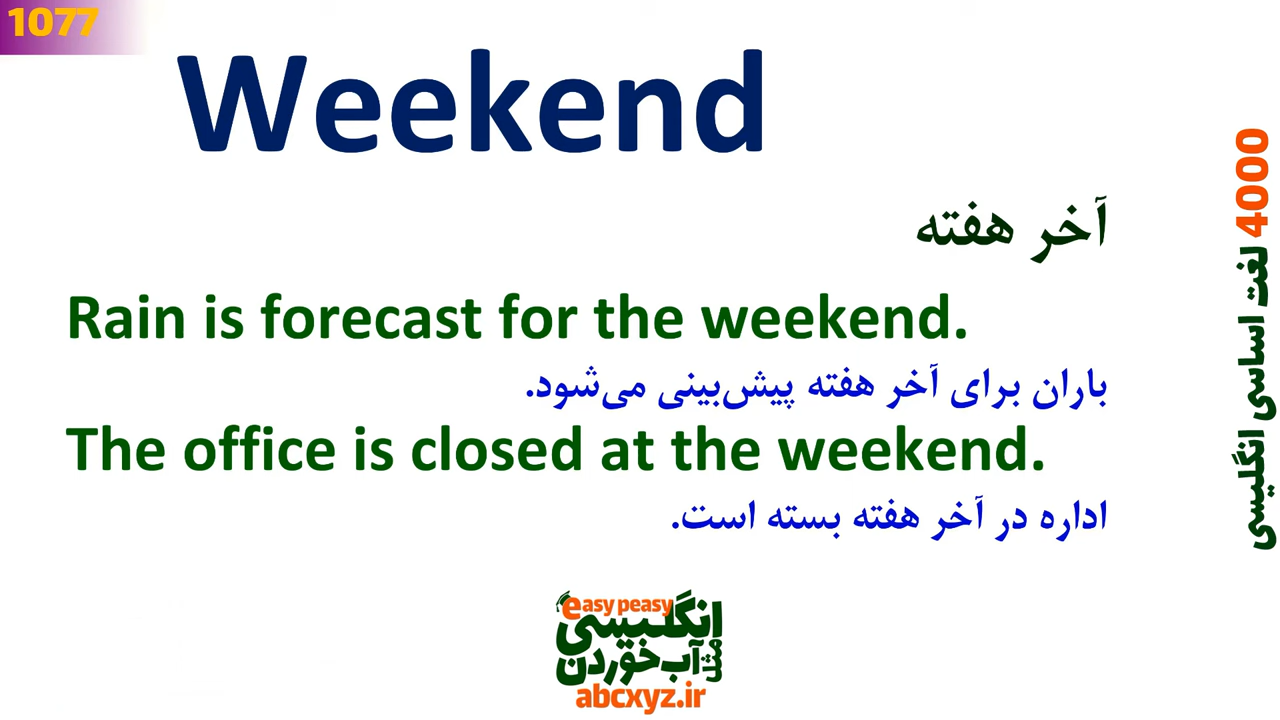 1077
Weekend
آخر هفته
Rain is forecast for the weekend.
باران برای آخر هفته پیش‌بینی می‌شود.
The office is closed at the weekend.
اداره در آخر هفته بسته است.
4000 لغت اساسی انگلیسی
easy peasy
انگلیسی
مثل آب خوردن
abcxyz.ir